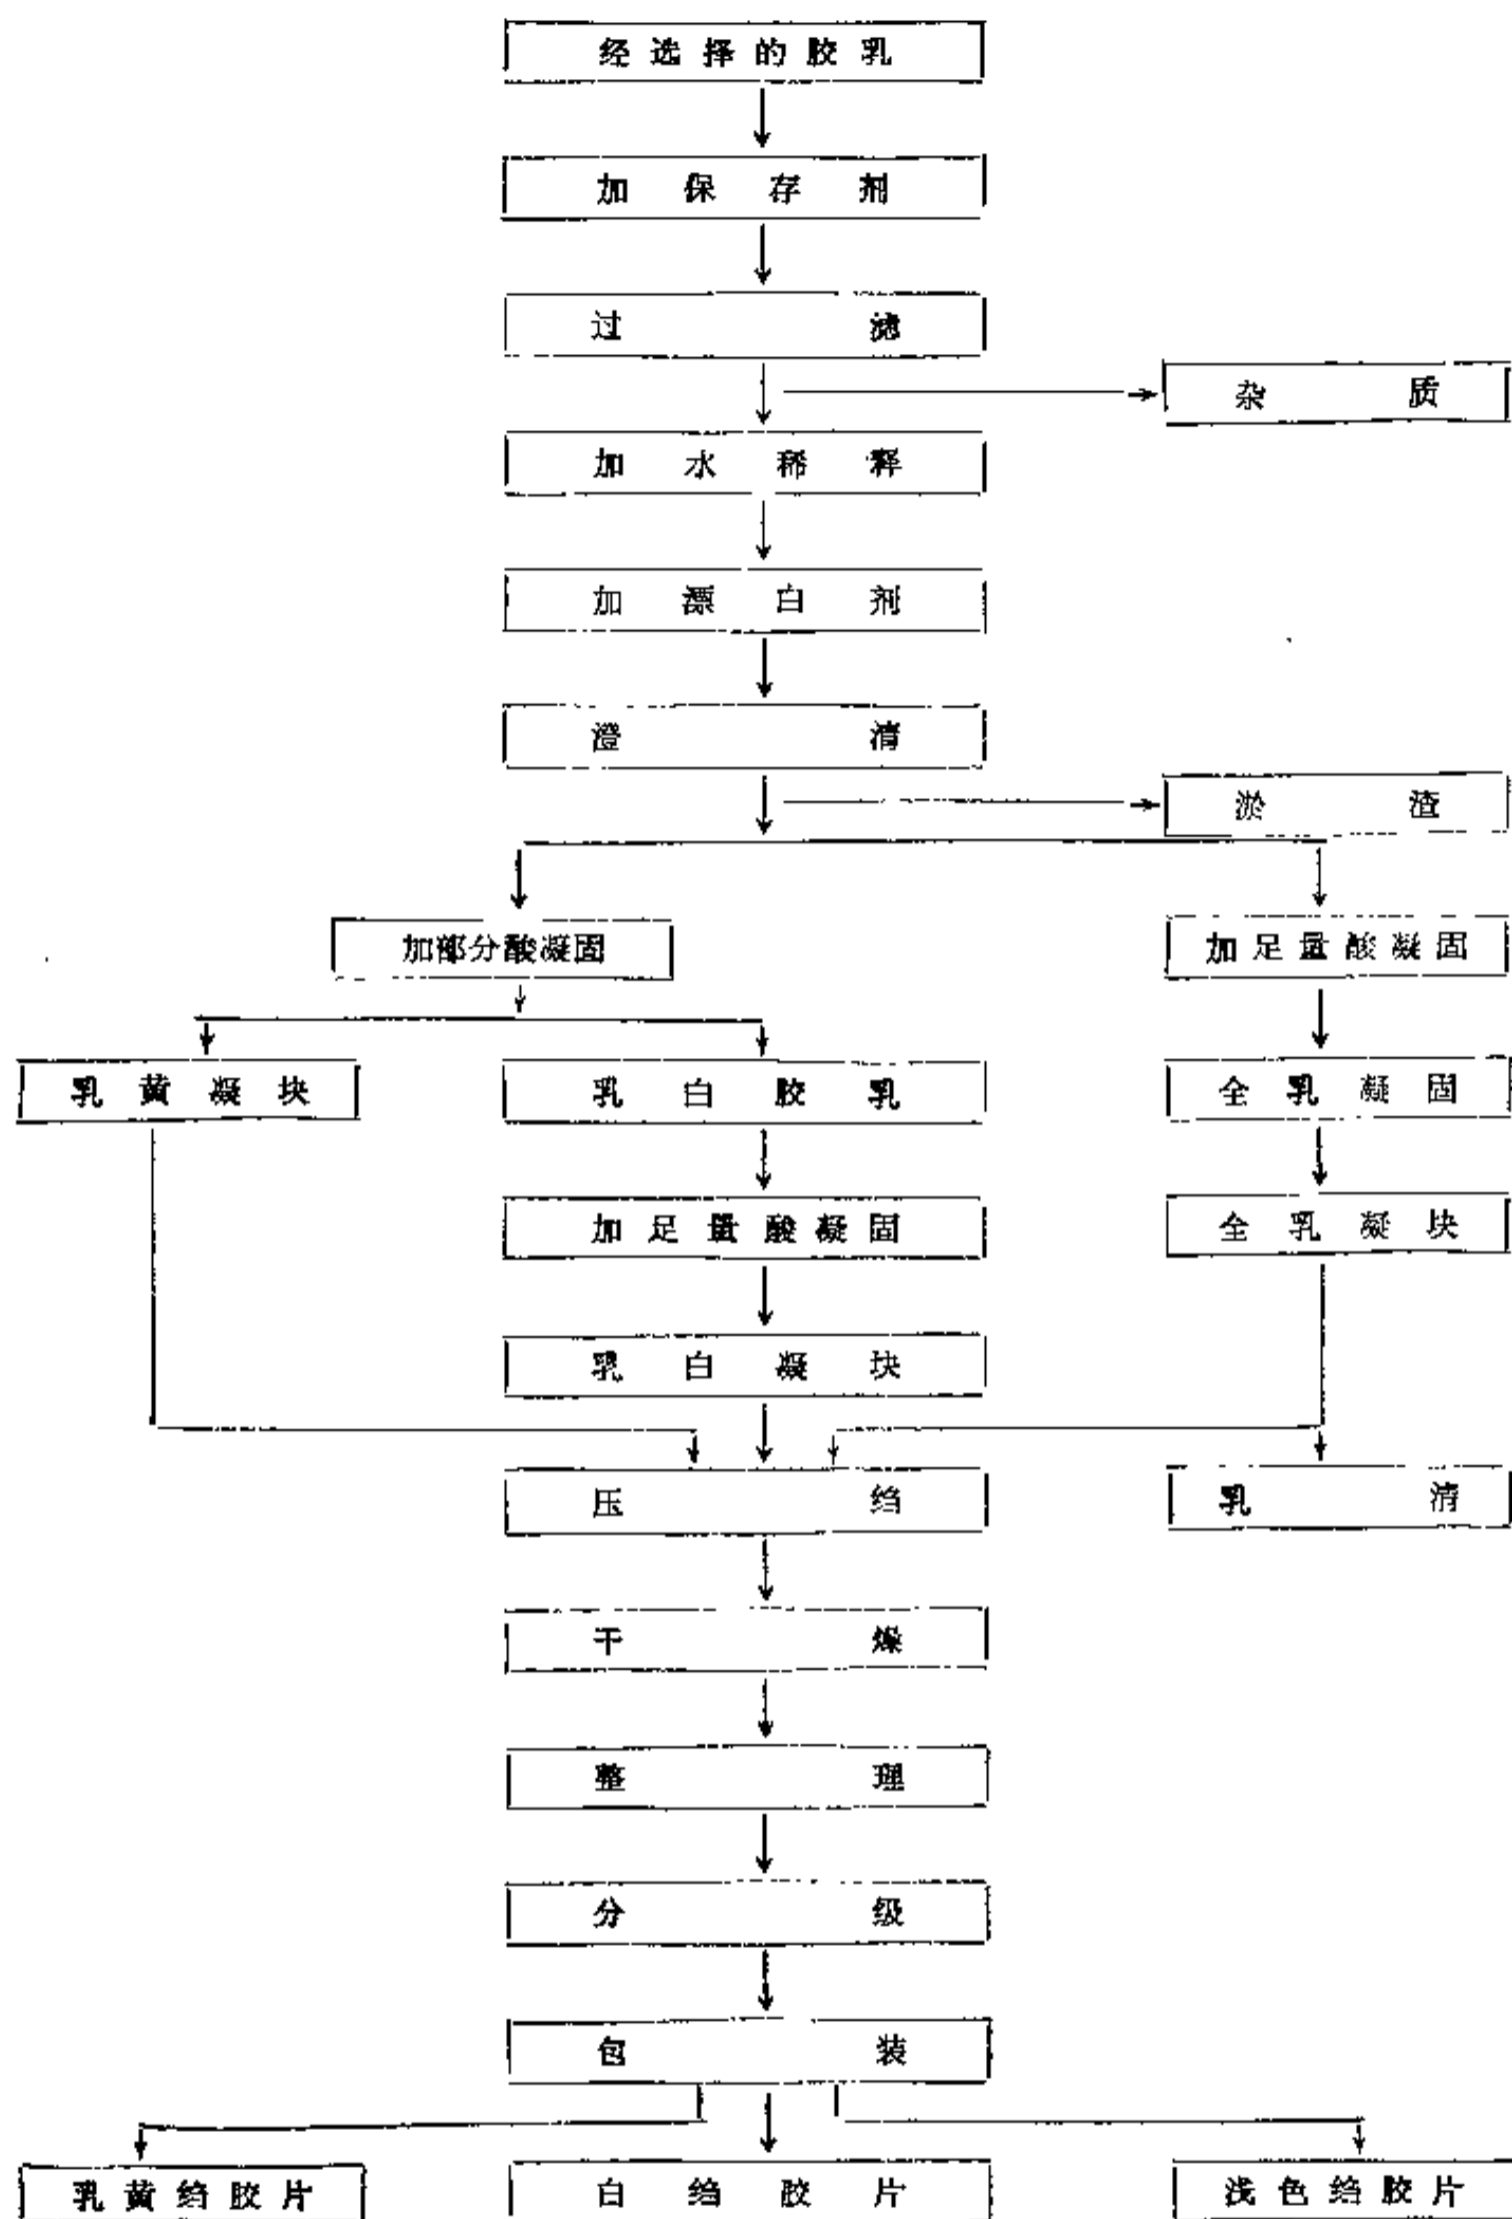 经选择的胶乳
加保存剂
过滤
杂质
加水稀释
加漂白剂
澄清
淤渣
加部分酸凝固
加足量酸凝固
乳黄凝块
乳白胶乳
全乳凝固
加足量酸凝固
全乳凝块
乳白凝块
压绉
乳清
干燥
整理
分级
包装
乳黄绉胶片
白绉胶片
浅色绉胶片